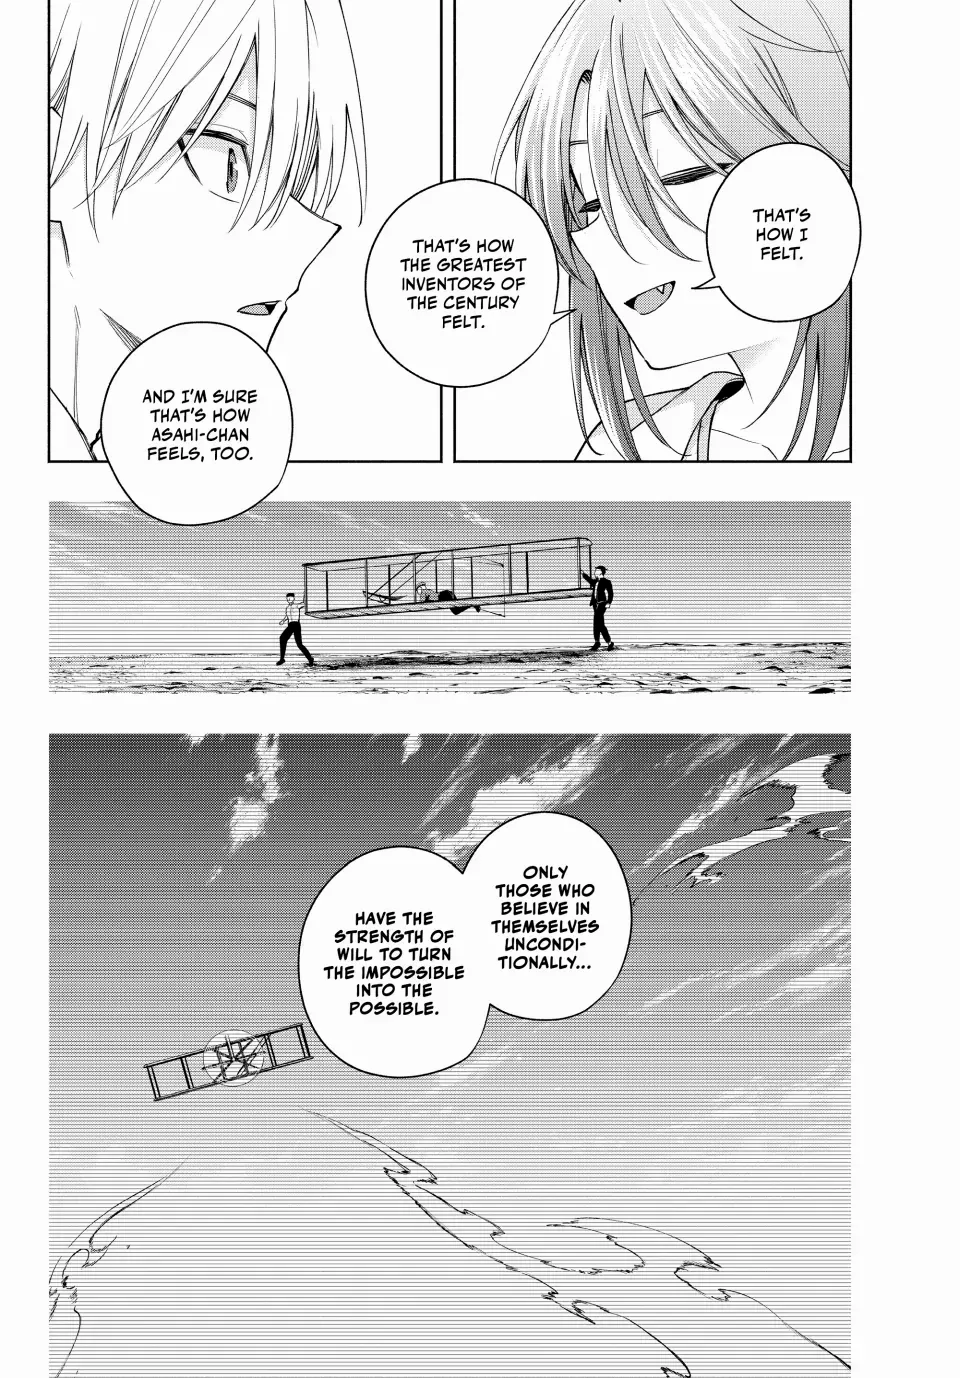 THAT'S
HOW I
FELT.
THAT'S HOW
THE GREATEST
INVENTORS OF
THE CENTURY
FELT.
AND I'M SURE
THAT'S HOW
ASAHI-CHAN
FEELS, TOO.
ONLY
THOSE WHO
BELIEVE IN
THEMSELVES
UNCONDI-
TIONALLY...
HAVE THE
STRENGTH OF
WILL TO TURN
THE IMPOSSIBLE
INTO THE
POSSIBLE.